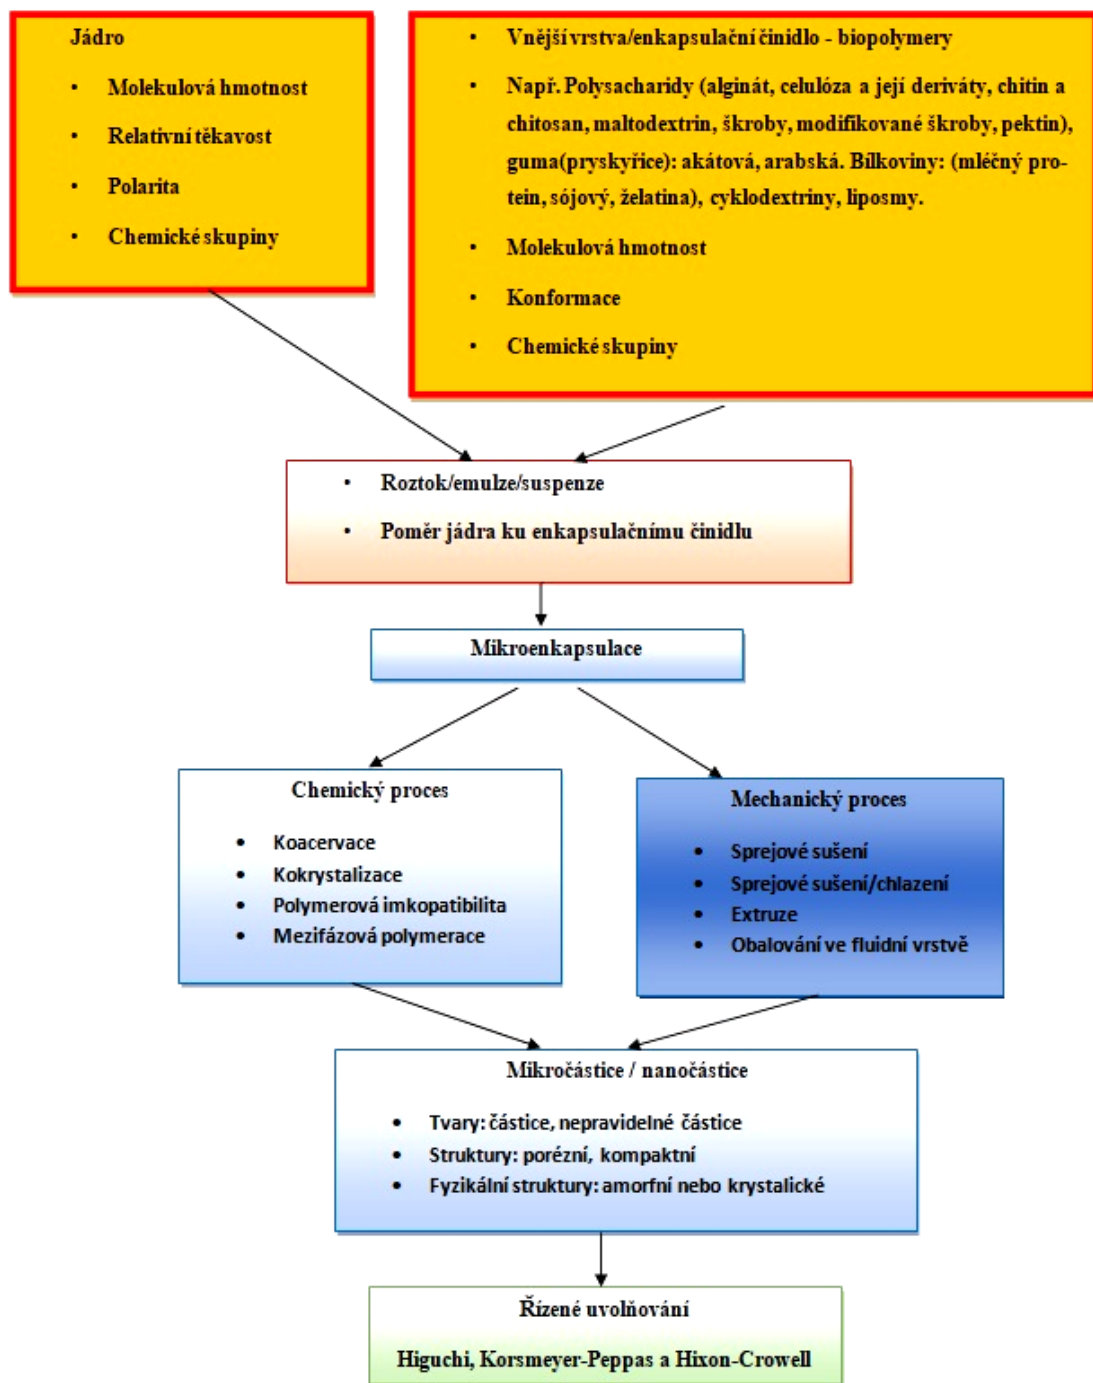 Jádro
• Molekulová hmotnost
• Relativní těkavost
• Polarita
• Chemické skupiny
• Vnější vrstva/enkapsulační činidlo - biopolymery
• Např. Polysacharidy (alginát, celulóza a její deriváty, chitin a
chitosan, maltodextrin, škroby, modifikované škroby, pektin),
guma(pryskyřice): akátová, arabská. Bílkoviny: (mléčný pro-
tein, sójový, želatina), cyklodextriny, liposmy.
• Molekulová hmotnost
• Konformace
• Chemické skupiny
• Roztok/emulze/suspenze
• Poměr jádra ku enkapsulačnímu činidlu
Mikroenkapsulace
Chemický proces
• Koacervace
• Kokrystalizace
• Polymerová imkopatibilita
• Mezifázová polymerace
Mechanický proces
• Sprejové sušení
• Sprejové sušení/chlazení
• Extruze
• Obalování ve fluidní vrstvě
Mikročástice / nanočástice
• Tvary: částice, nepravidelné částice
• Struktury: porézní, kompaktní
• Fyzikální struktury: amorfní nebo krystalické
Řízené uvolňování
Higuchi, Korsmeyer-Peppas a Hixon-Crowell